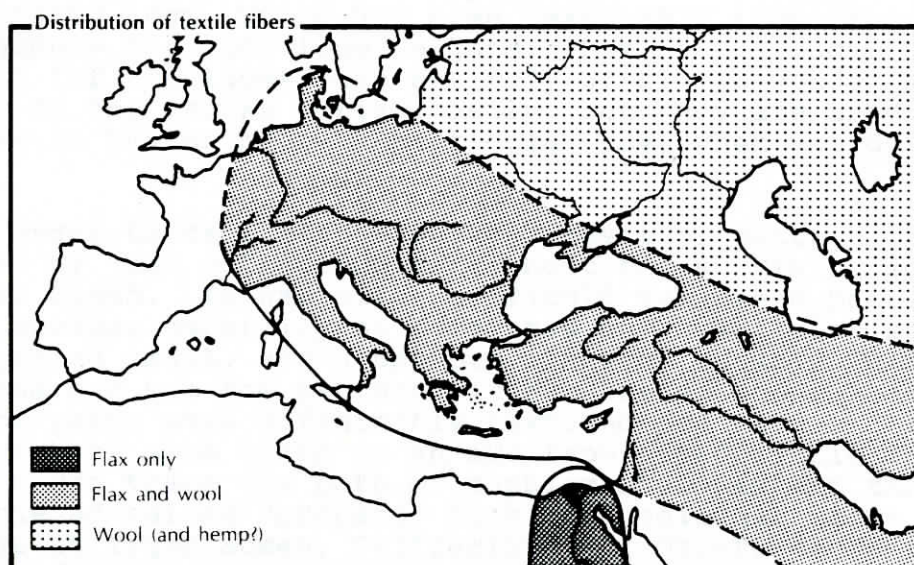 Distribution of textile fibers
Flax only
Flax and wool
Wool (and hemp?)